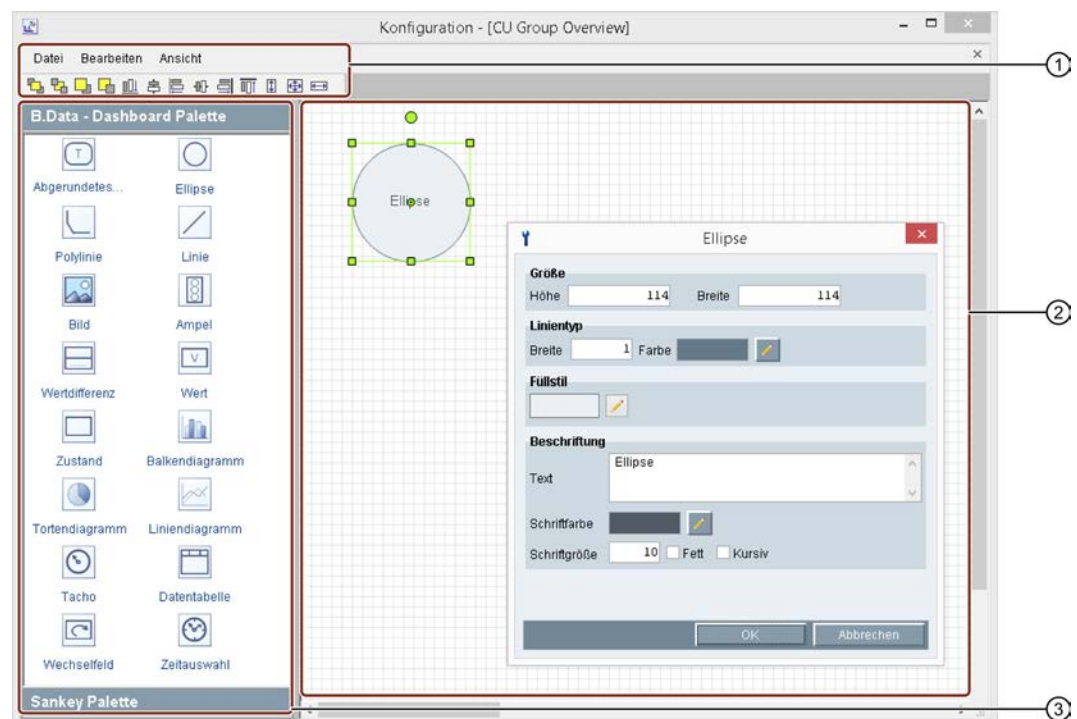 Konfiguration - [CU Group Overview]
Datei Bearbeiten Ansicht
1
B.Data - Dashboard Palette
T
Abgerundetes... Ellipse
Polylinie Linie
Bild Ampel
V
Wertdifferenz Wert
Zustand Balkendiagramm
Tortendiagramm Liniendiagramm
Tacho Datentabelle
Wechselfeld Zeitauswahl
Sankey Palette
Ellipse
Ellipse
Größe
Höhe 114 Breite 114
Linientyp
Breite 1 Farbe
Füllstil
Beschriftung
Text Ellipse
Schriftfarbe
Schriftgröße 10 Fett Kursiv
OK Abbrechen
2
3